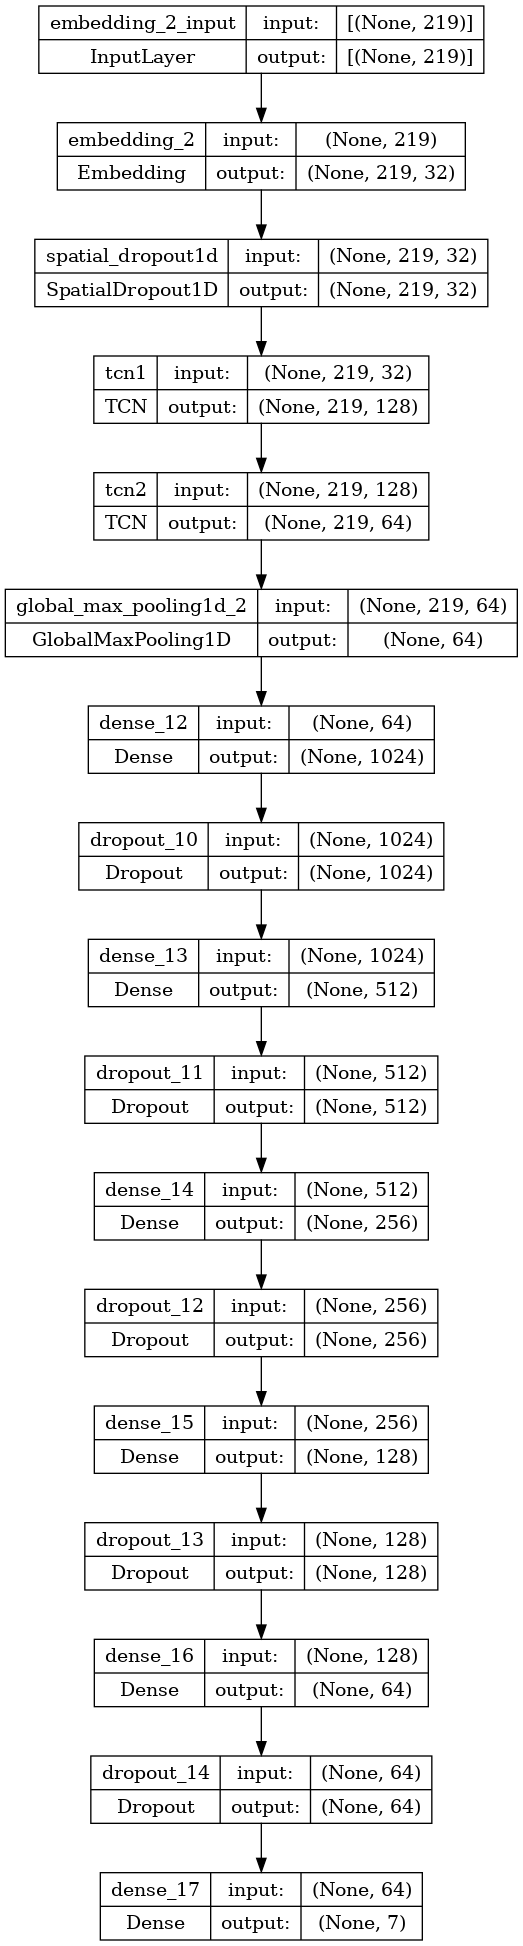 embedding_2_input input: [(None, 219)]
InputLayer output: [(None, 219)]
embedding_2 input: (None, 219)
Embedding output: (None, 219, 32)
spatial_dropout1d input: (None, 219, 32)
SpatialDropout1D output: (None, 219, 32)
tcn1 input: (None, 219, 32)
TCN output: (None, 219, 128)
tcn2 input: (None, 219, 128)
TCN output: (None, 219, 64)
global_max_pooling1d_2 input: (None, 219, 64)
GlobalMaxPooling1D output: (None, 64)
dense_12 input: (None, 64)
Dense output: (None, 1024)
dropout_10 input: (None, 1024)
Dropout output: (None, 1024)
dense_13 input: (None, 1024)
Dense output: (None, 512)
dropout_11 input: (None, 512)
Dropout output: (None, 512)
dense_14 input: (None, 512)
Dense output: (None, 256)
dropout_12 input: (None, 256)
Dropout output: (None, 256)
dense_15 input: (None, 256)
Dense output: (None, 128)
dropout_13 input: (None, 128)
Dropout output: (None, 128)
dense_16 input: (None, 128)
Dense output: (None, 64)
dropout_14 input: (None, 64)
Dropout output: (None, 64)
dense_17 input: (None, 64)
Dense output: (None, 7)